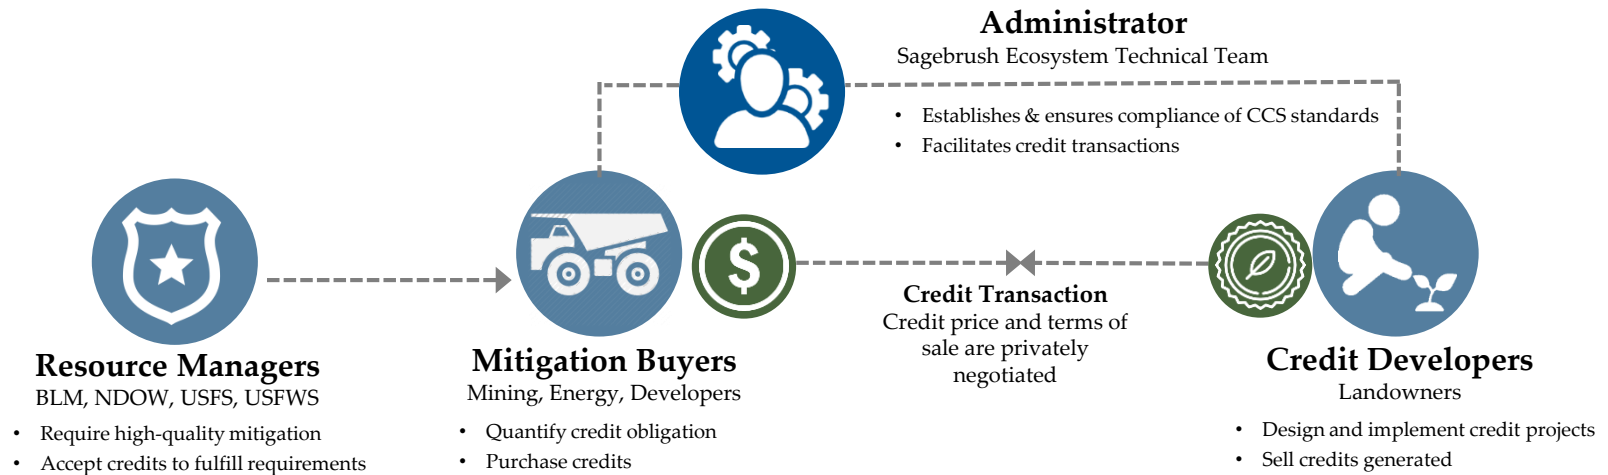 Administrator
Sagebrush Ecosystem Technical Team
• Establishes & ensures compliance of CCS standards
• Facilitates credit transactions
$
Resource Managers
BLM, NDOW, USFS, USFWS
• Require high-quality mitigation
• Accept credits to fulfill requirements
Mitigation Buyers
Mining, Energy, Developers
• Quantify credit obligation
• Purchase credits
Credit Transaction
Credit price and terms of
sale are privately
negotiated
Credit Developers
Landowners
• Design and implement credit projects
• Sell credits generated